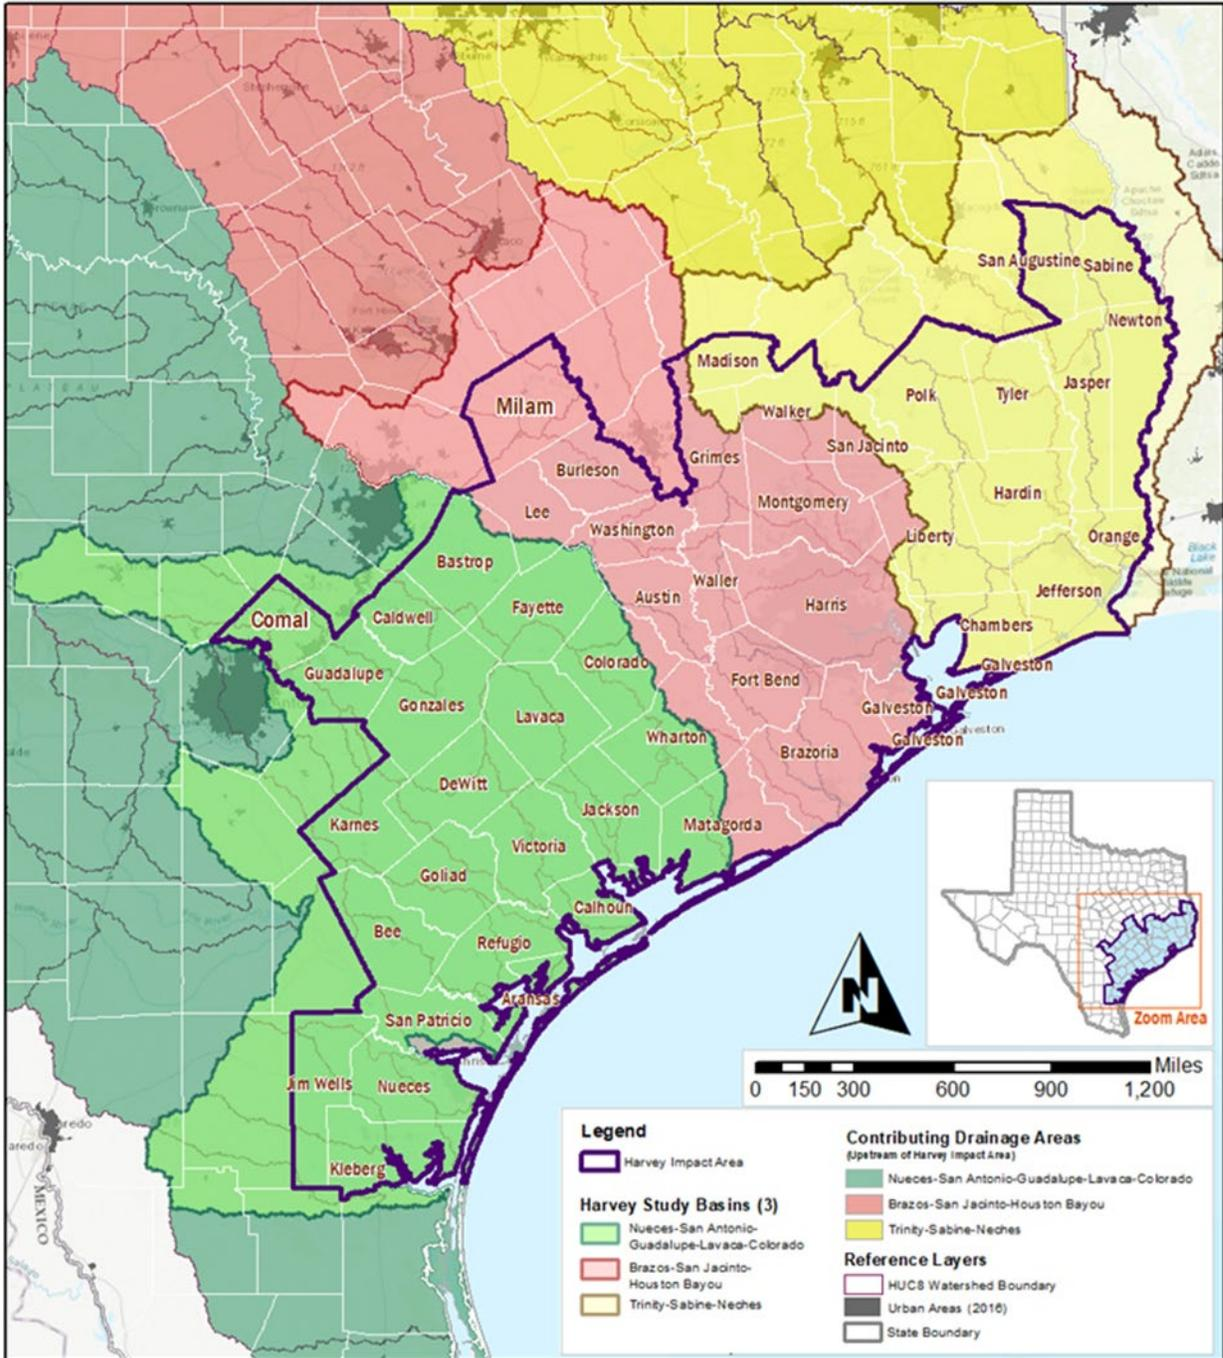 San Augustine
Sabine
Newton
Madison
Milam
Polk
Tyler
Jasper
Walker
San Jacinto
Burleson
Grimes
Montgomery
Hardin
Lee
Washington
Liberty
Orange
Bastrop
Waller
Jefferson
Austin
Harris
Fayette
Comal
Caldwell
Chambers
Colorado
Galveston
Guadalupe
Fort Bend
Galveston
Gonzales
Galveston
Lavaca
Wharton
Galveston
Galveston
Brazoria
DeWitt
Jackson
Karnes
Matagorda
Victoria
Goliad
Calhoun
Bee
Refugio
Aransas
San Patricio
Jim Wells
Nueces
Kleberg
MEXICO
Black
Lake
PLATEAU
N
Zoom Area
Miles
0 150 300 600 900 1,200
Legend
Harvey Impact Area
Harvey Study Basins (3)
Nueces-San Antonio-
Guadalupe-Lavaca-Colorado
Brazos-San Jacinto-
Houston Bayou
Trinity-Sabine-Neches
Contributing Drainage Areas
(Upstream of Harvey Impact Area)
Nueces-San Antonio-Guadalupe-Lavaca-Colorado
Brazos-San Jacinto-Houston Bayou
Trinity-Sabine-Neches
Reference Layers
HUC8 Watershed Boundary
Urban Areas (2016)
State Boundary